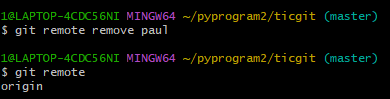 1@LAPTOP-4CDC56NI MINGW64 ~/pyprogram2/ticgit (master)
$ git remote remove paul
1@LAPTOP-4CDC56NI MINGW64 ~/pyprogram2/ticgit (master)
$ git remote
origin